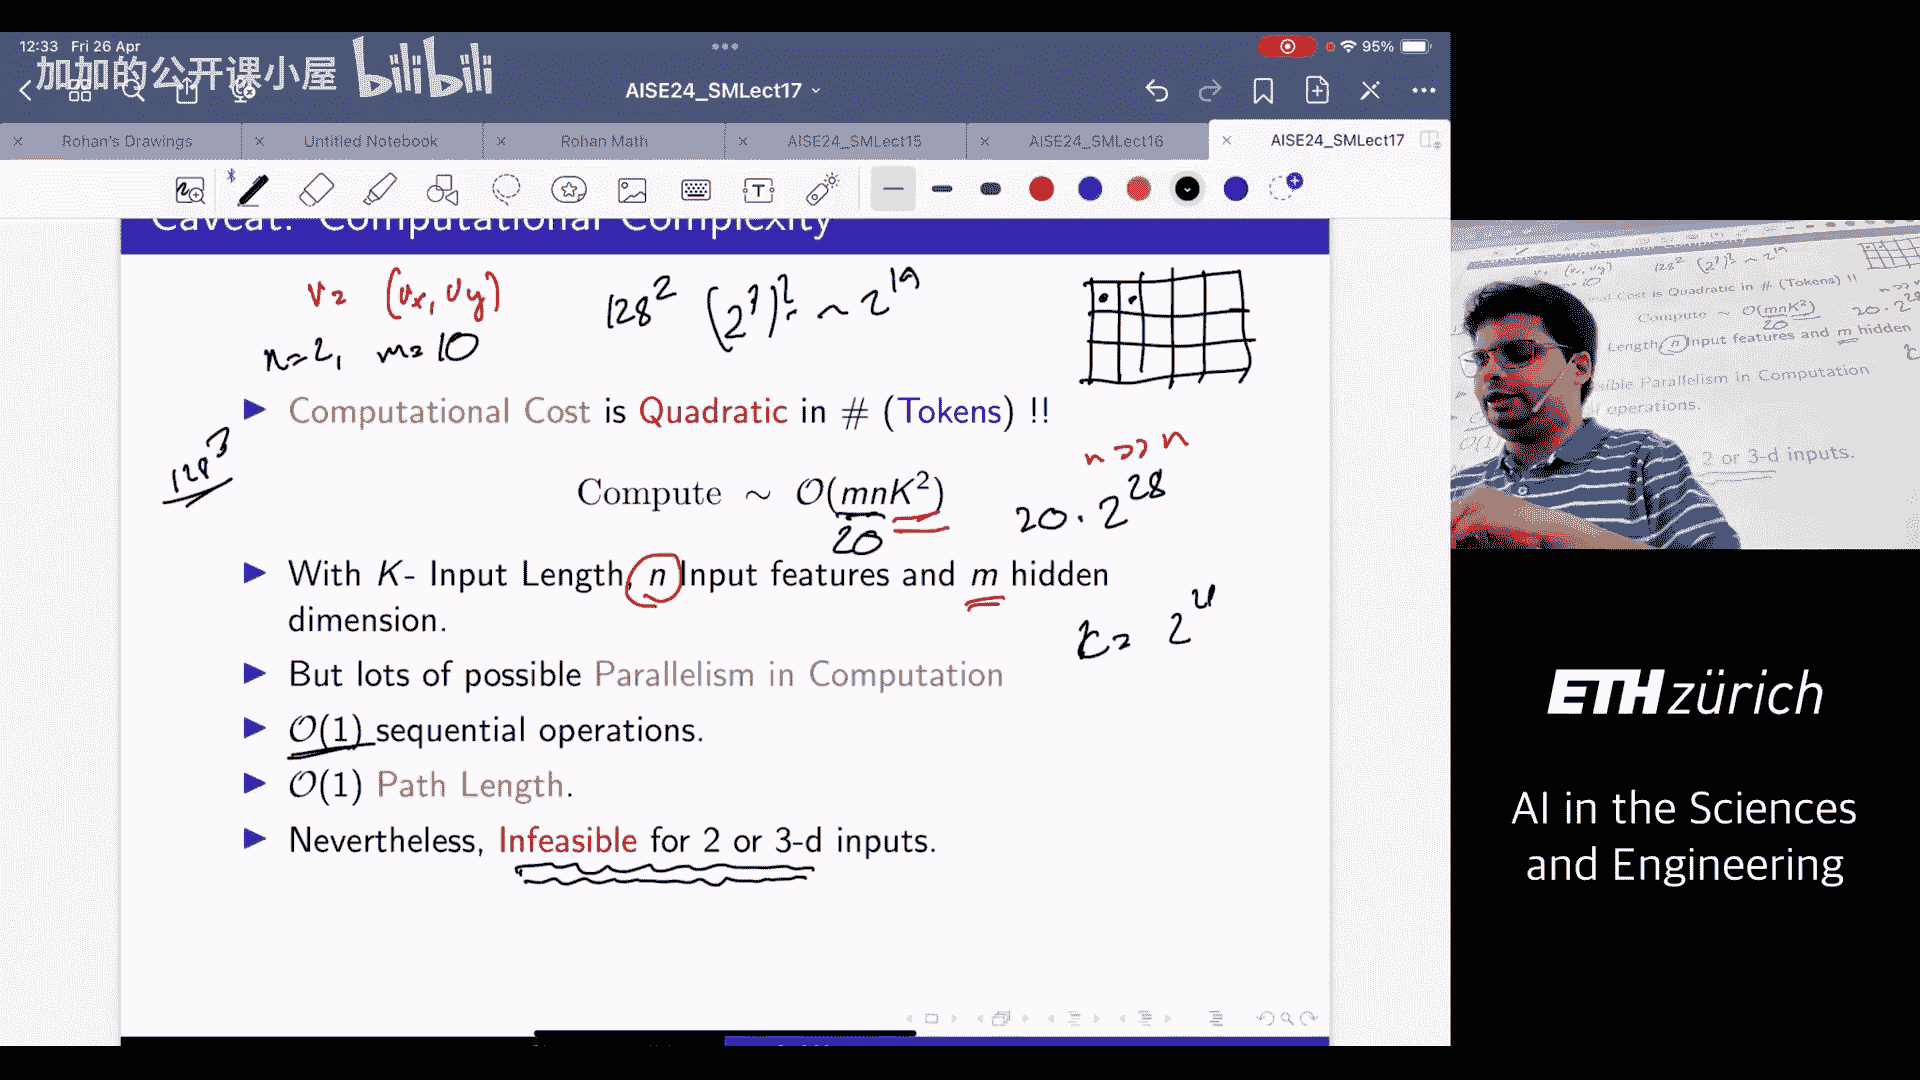 12:33 Fri 26 Apr
95%
加加的公开课小屋 bilibili
AISE24_SMLect17
Rohan's Drawings
Untitled Notebook
Rohan Math
AISE24_SMLect15
AISE24_SMLect16
AISE24_SMLect17
Caveat: Computational Complexity
v= (vx, vy)
128² (2⁷)² ~ 2¹⁹
n=2, m=10
Computational Cost is Quadratic in # (Tokens) !!
128³
n >> n
Compute ~ O(mnK²)
20
20 · 2²⁸
With K- Input Length, n Input features and m hidden
dimension.
But lots of possible Parallelism in Computation
O(1) sequential operations.
O(1) Path Length.
Nevertheless, Infeasible for 2 or 3-d inputs.
ETH zürich
AI in the Sciences
and Engineering